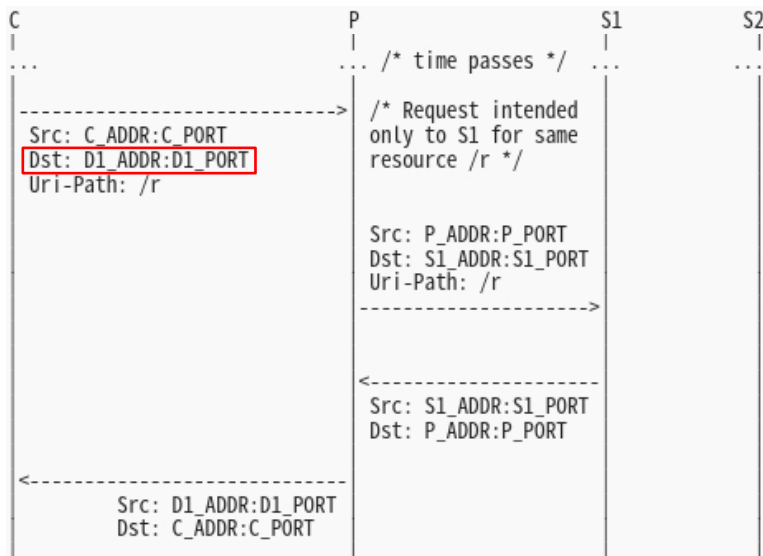 C P S1 S2
... ... /* time passes */ ... ...
-----------------------------> /* Request intended
Src: C_ADDR:C_PORT only to S1 for same
Dst: D1_ADDR:D1_PORT resource /r */
Uri-Path: /r
Src: P_ADDR:P_PORT
Dst: S1_ADDR:S1_PORT
Uri-Path: /r
--------------------->
<---------------------
Src: S1_ADDR:S1_PORT
Dst: P_ADDR:P_PORT
<-----------------------------
Src: D1_ADDR:D1_PORT
Dst: C_ADDR:C_PORT